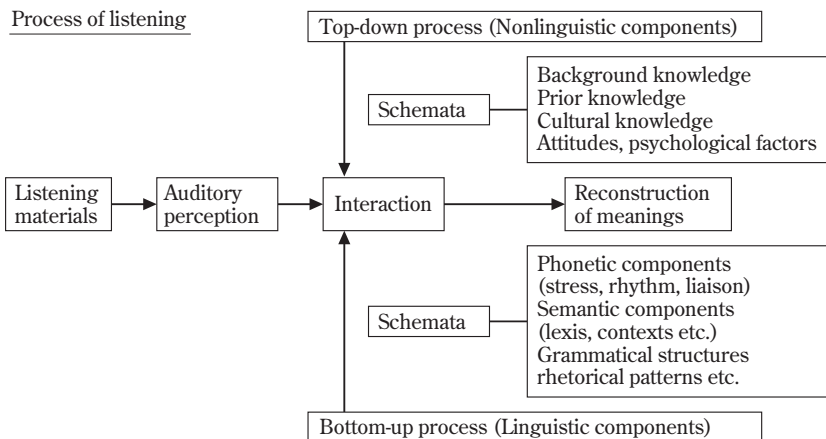 Process of listening
Top-down process (Nonlinguistic components)
Schemata
Background knowledge
Prior knowledge
Cultural knowledge
Attitudes, psychological factors
Listening
materials
Auditory
perception
Interaction
Reconstruction
of meanings
Schemata
Phonetic components
(stress, rhythm, liaison)
Semantic components
(lexis, contexts etc.)
Grammatical structures
rhetorical patterns etc.
Bottom-up process (Linguistic components)